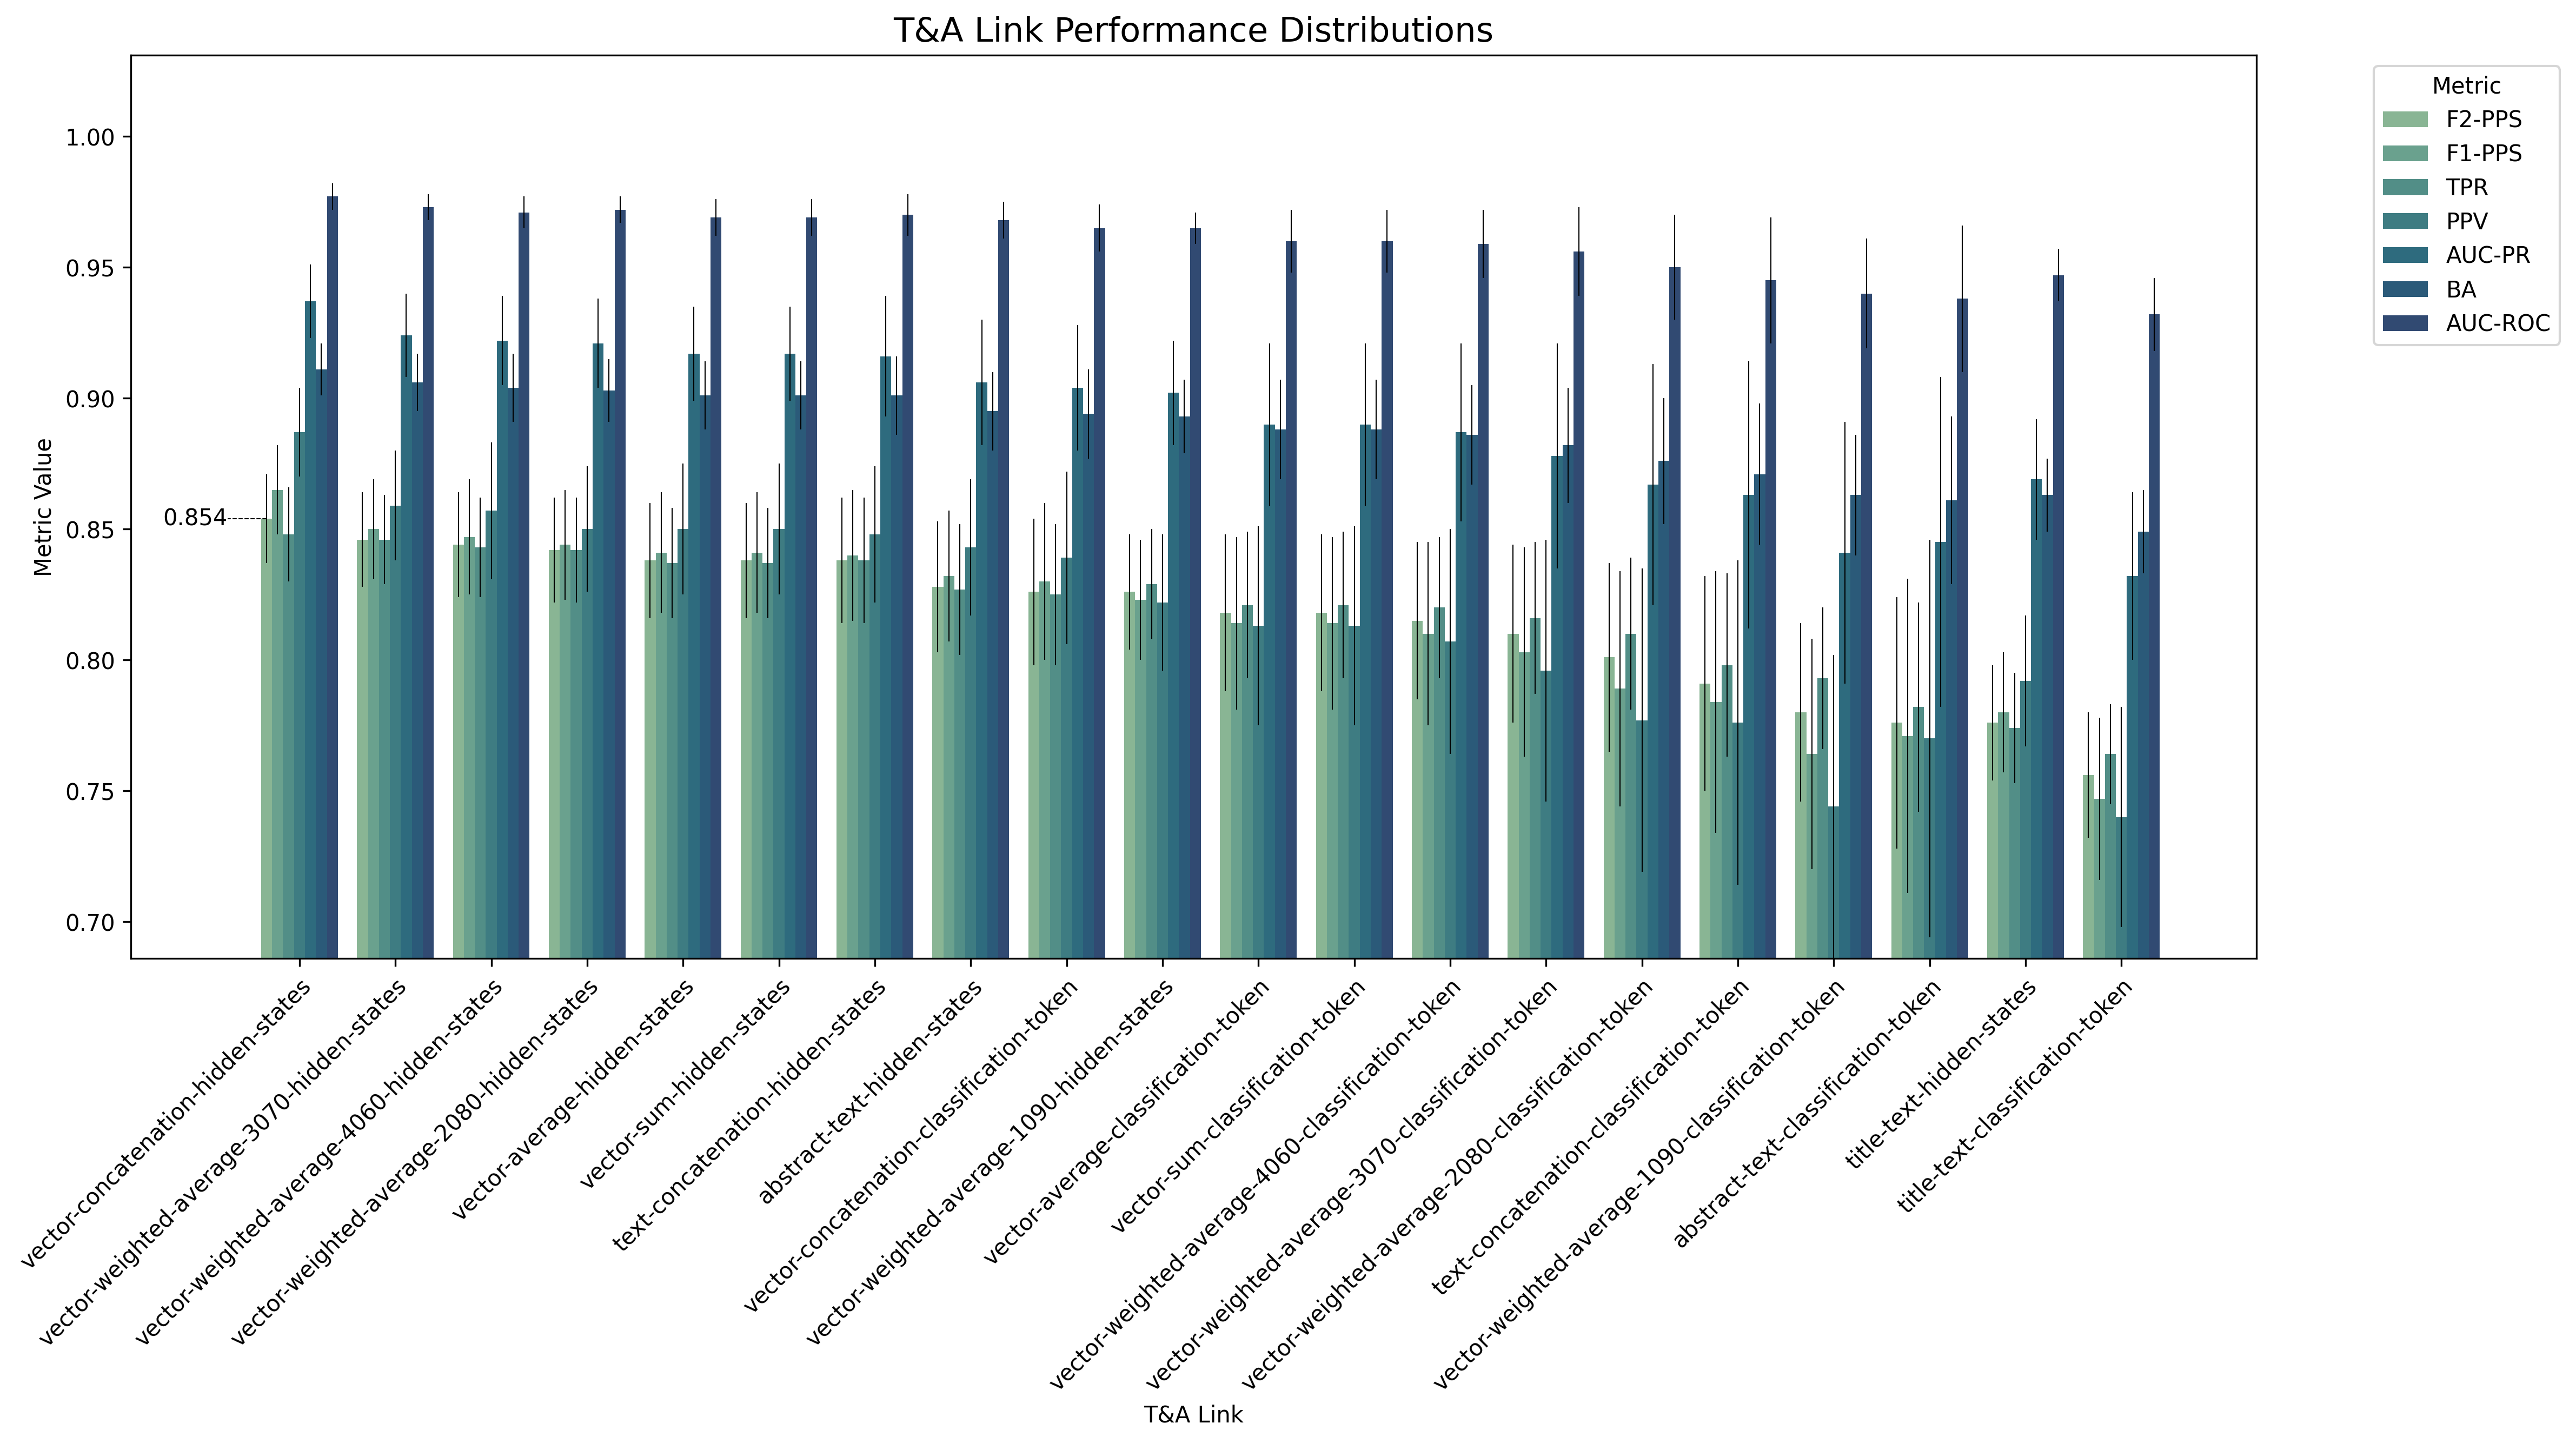 T&A Link Performance Distributions
Metric
F2-PPS
F1-PPS
TPR
PPV
AUC-PR
BA
AUC-ROC
Metric Value
1.00
0.95
0.90
0.85
0.80
0.75
0.70
0.854
vector-concatenation-hidden-states
vector-weighted-average-3070-hidden-states
vector-weighted-average-4060-hidden-states
vector-weighted-average-2080-hidden-states
vector-average-hidden-states
vector-sum-hidden-states
text-concatenation-hidden-states
abstract-text-hidden-states
vector-concatenation-classification-token
vector-weighted-average-1090-hidden-states
vector-average-classification-token
vector-sum-classification-token
vector-weighted-average-4060-classification-token
vector-weighted-average-3070-classification-token
vector-weighted-average-2080-classification-token
text-concatenation-classification-token
vector-weighted-average-1090-classification-token
abstract-text-classification-token
title-text-hidden-states
title-text-classification-token
T&A Link